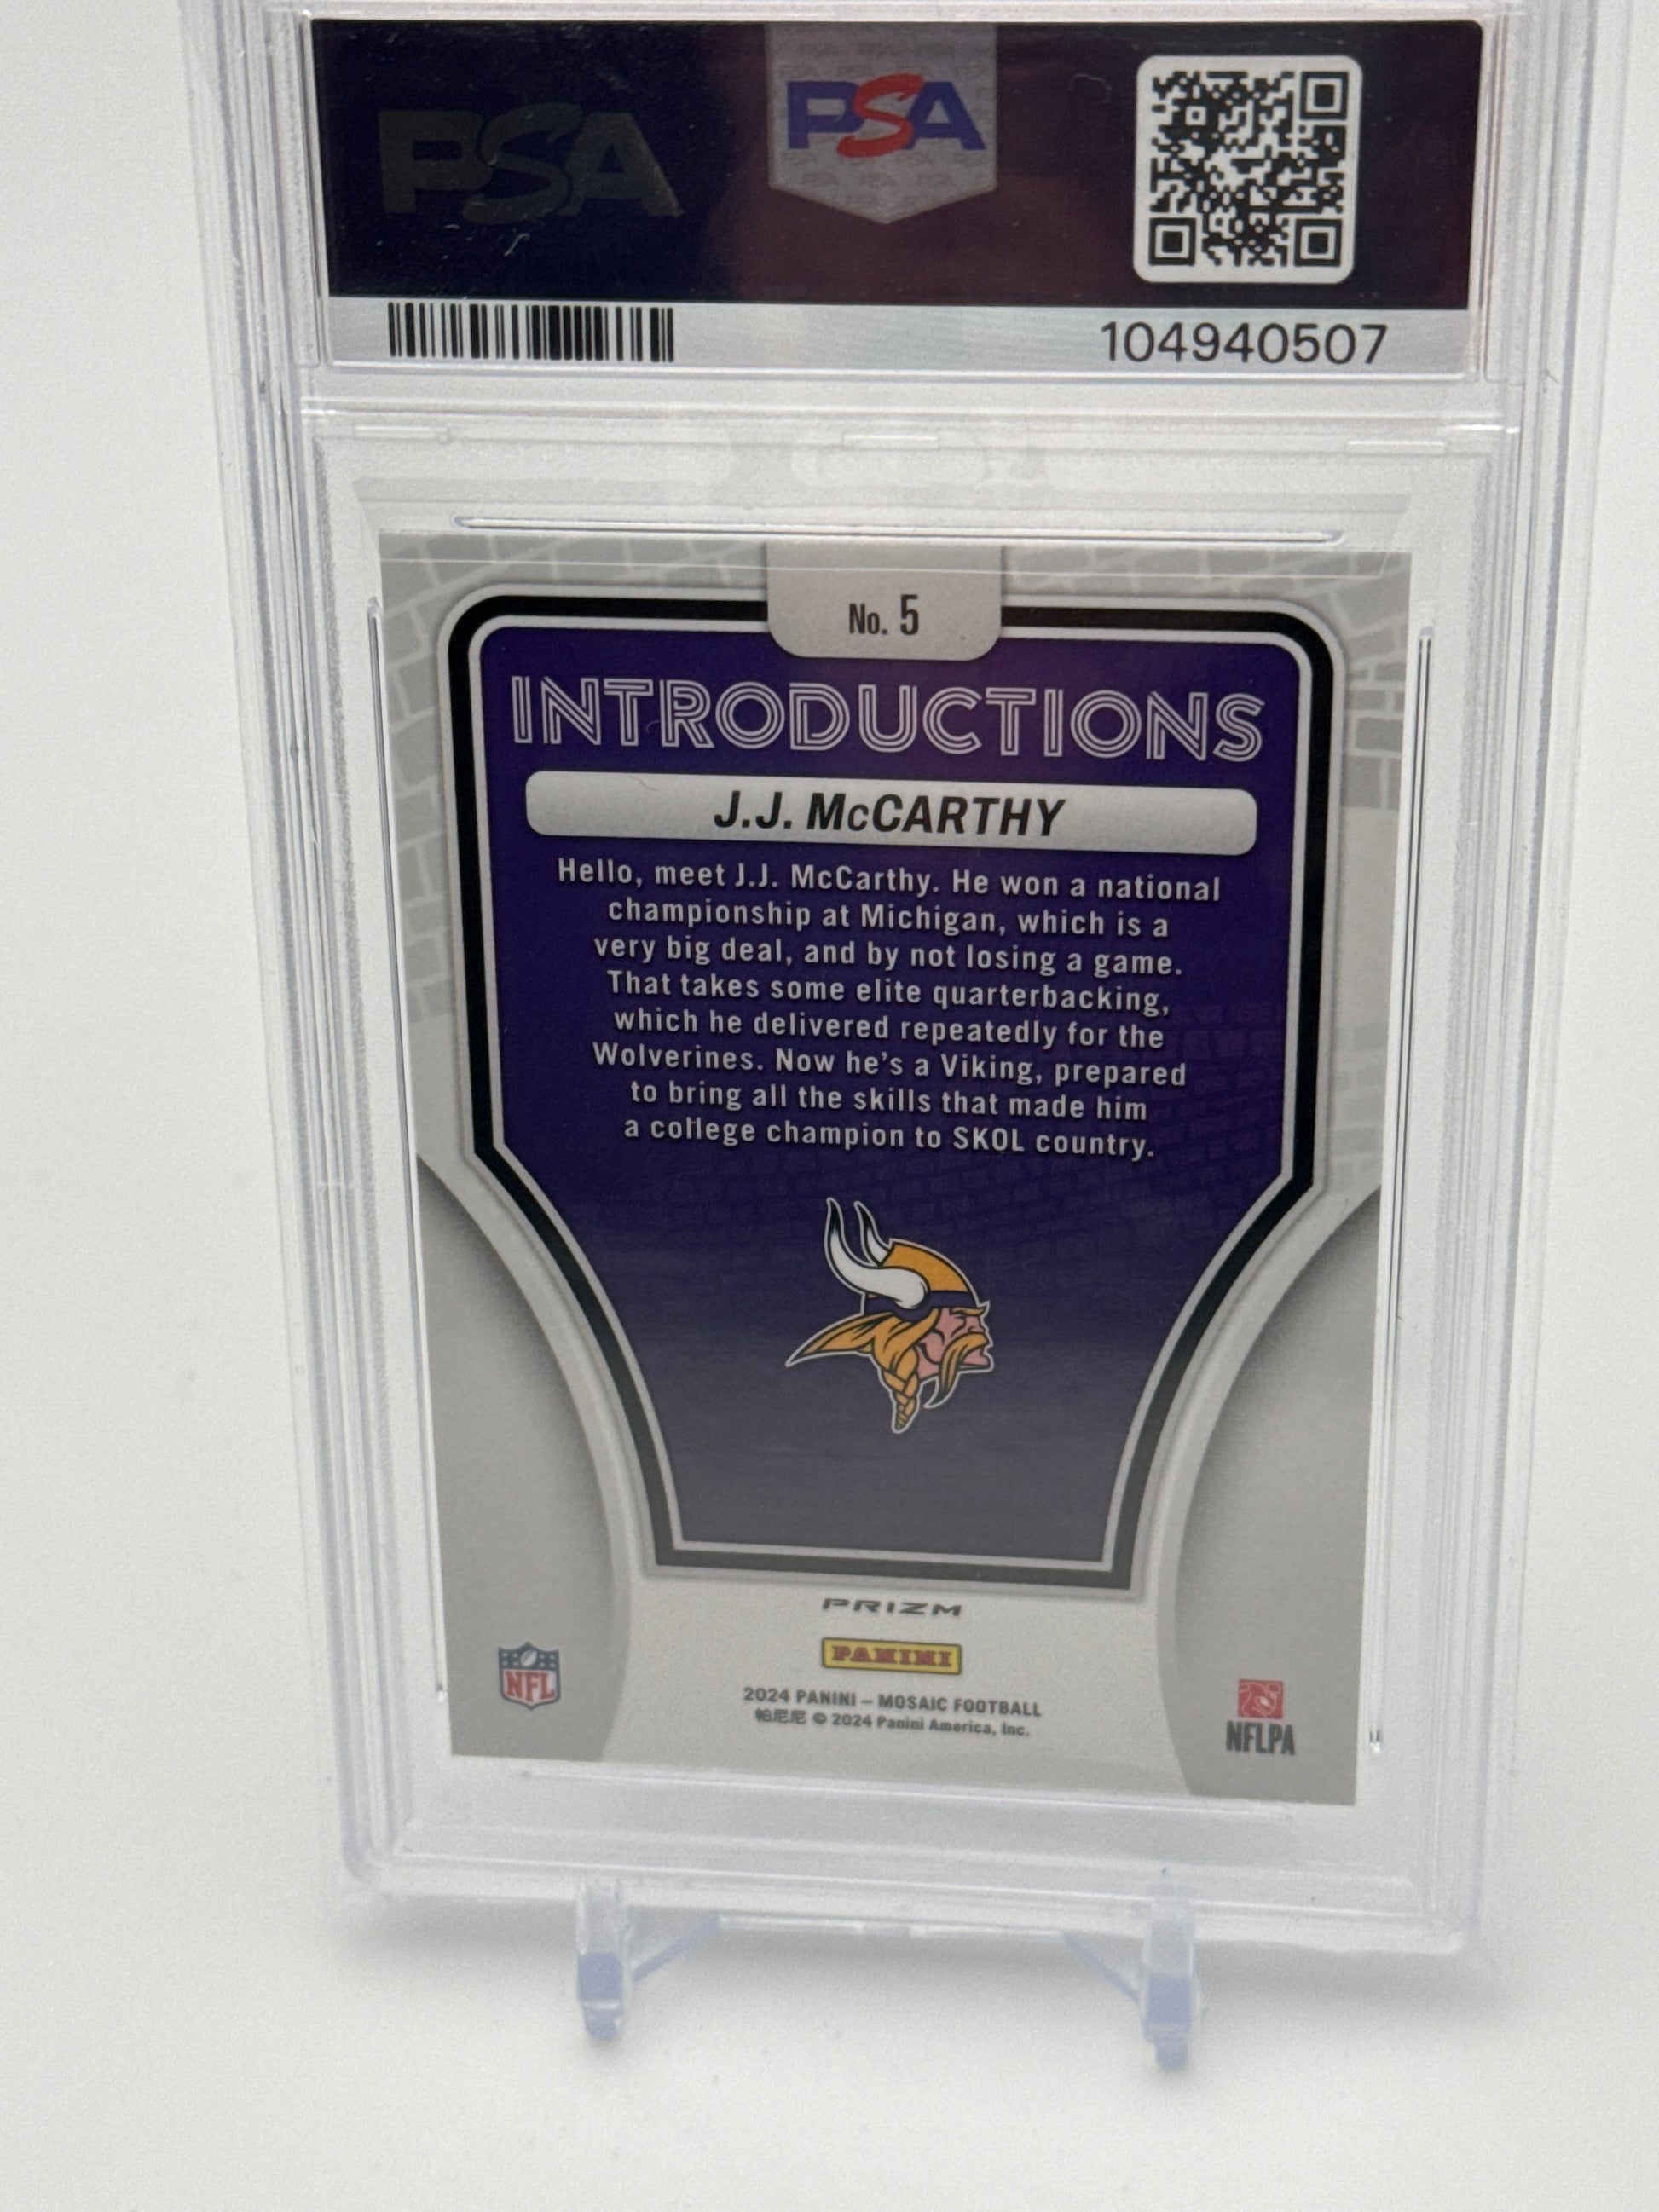 PSA
PSA
104940507
No. 5
INTRODUCTIONS
J.J. McCARTHY
Hello, meet J.J. McCarthy. He won a national
championship at Michigan, which is a
very big deal, and by not losing a game.
That takes some elite quarterbacking,
which he delivered repeatedly for the
Wolverines. Now he's a Viking, prepared
to bring all the skills that made him
a college champion to SKOL country.
PRIZM
PANINI
NFL
2024 PANINI – MOSAIC FOOTBALL
帕尼尼 © 2024 Panini America, Inc.
NFLPA